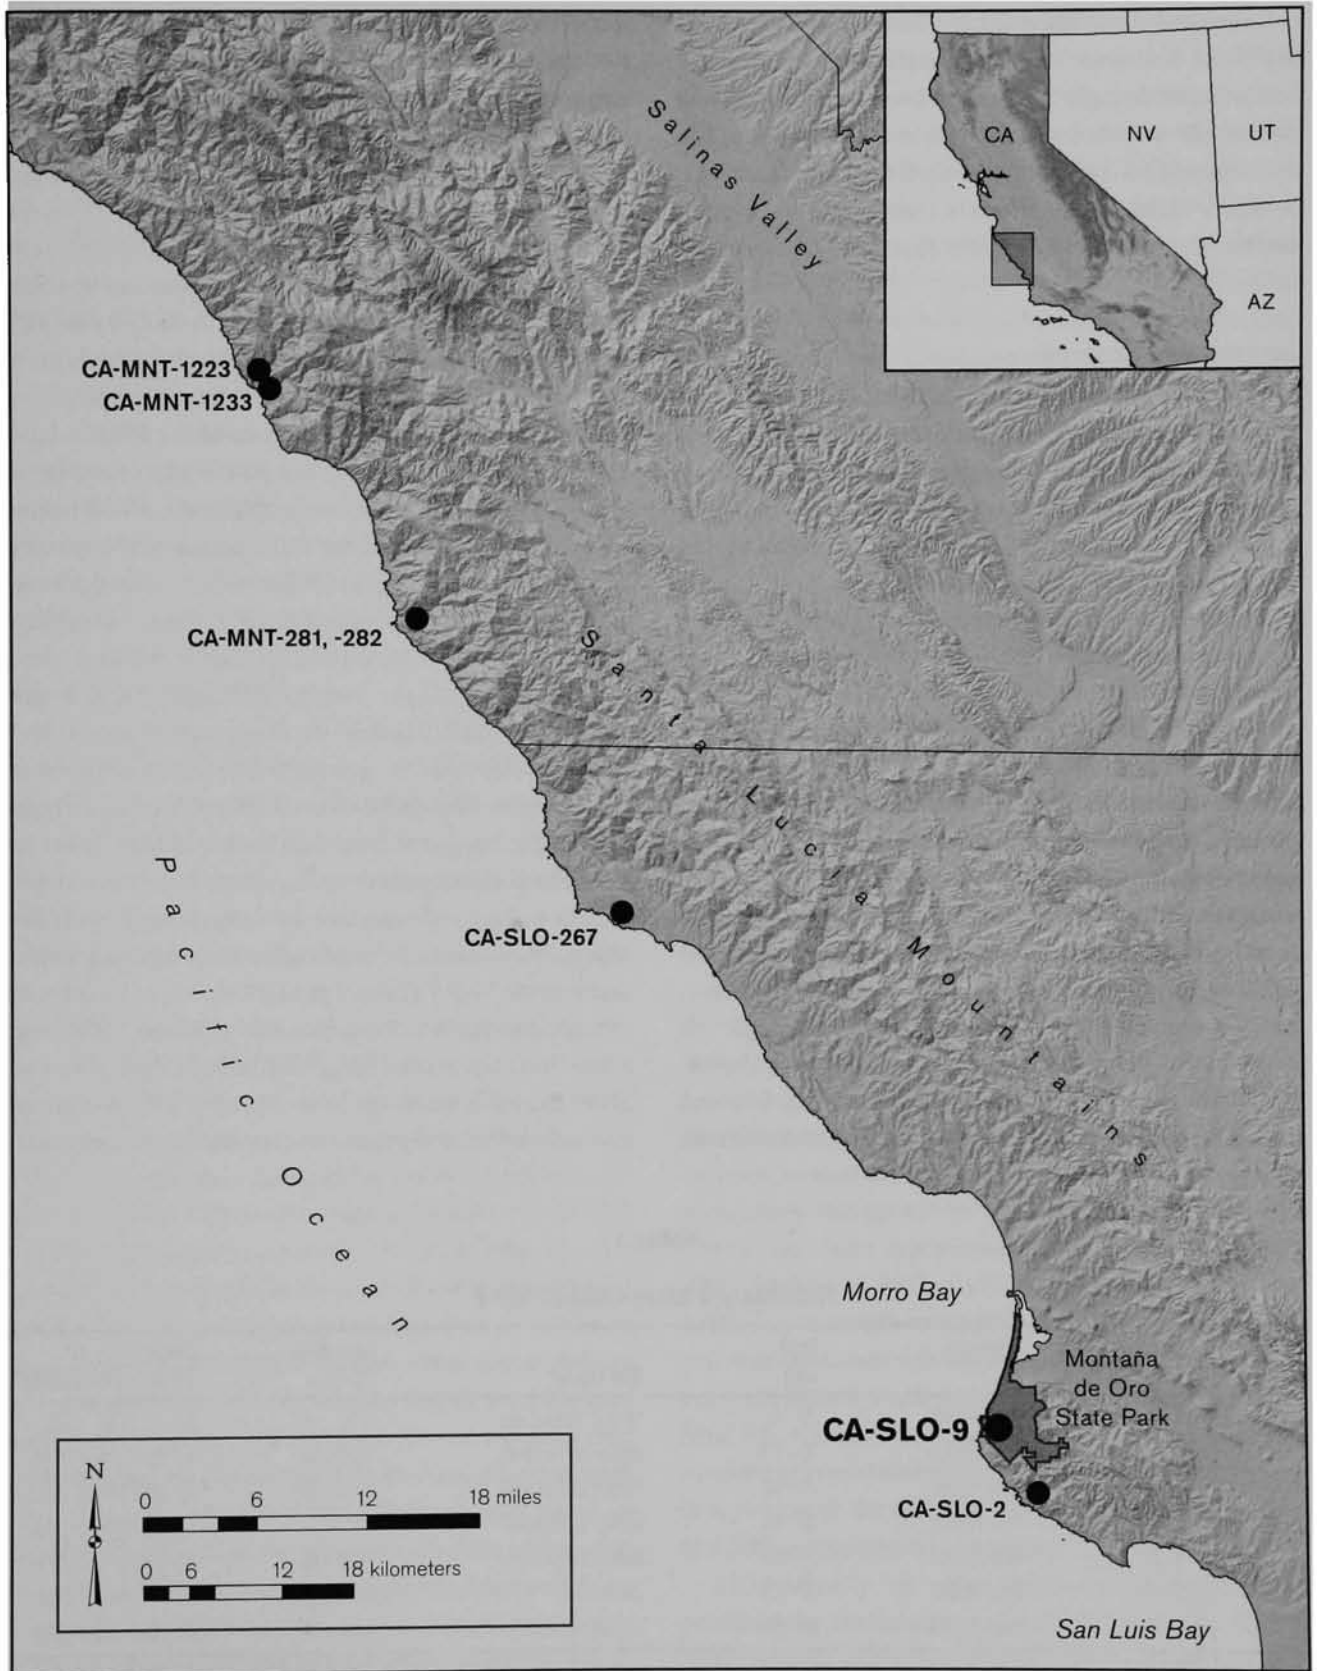 Salinas Valley
CA
NV
UT
AZ
CA-MNT-1223
CA-MNT-1233
CA-MNT-281, -282
Santa Lucia Mountains
CA-SLO-267
Pacific Ocean
Morro Bay
Montaña
de Oro
State Park
CA-SLO-9
CA-SLO-2
San Luis Bay
N
0 6 12 18 miles
0 6 12 18 kilometers